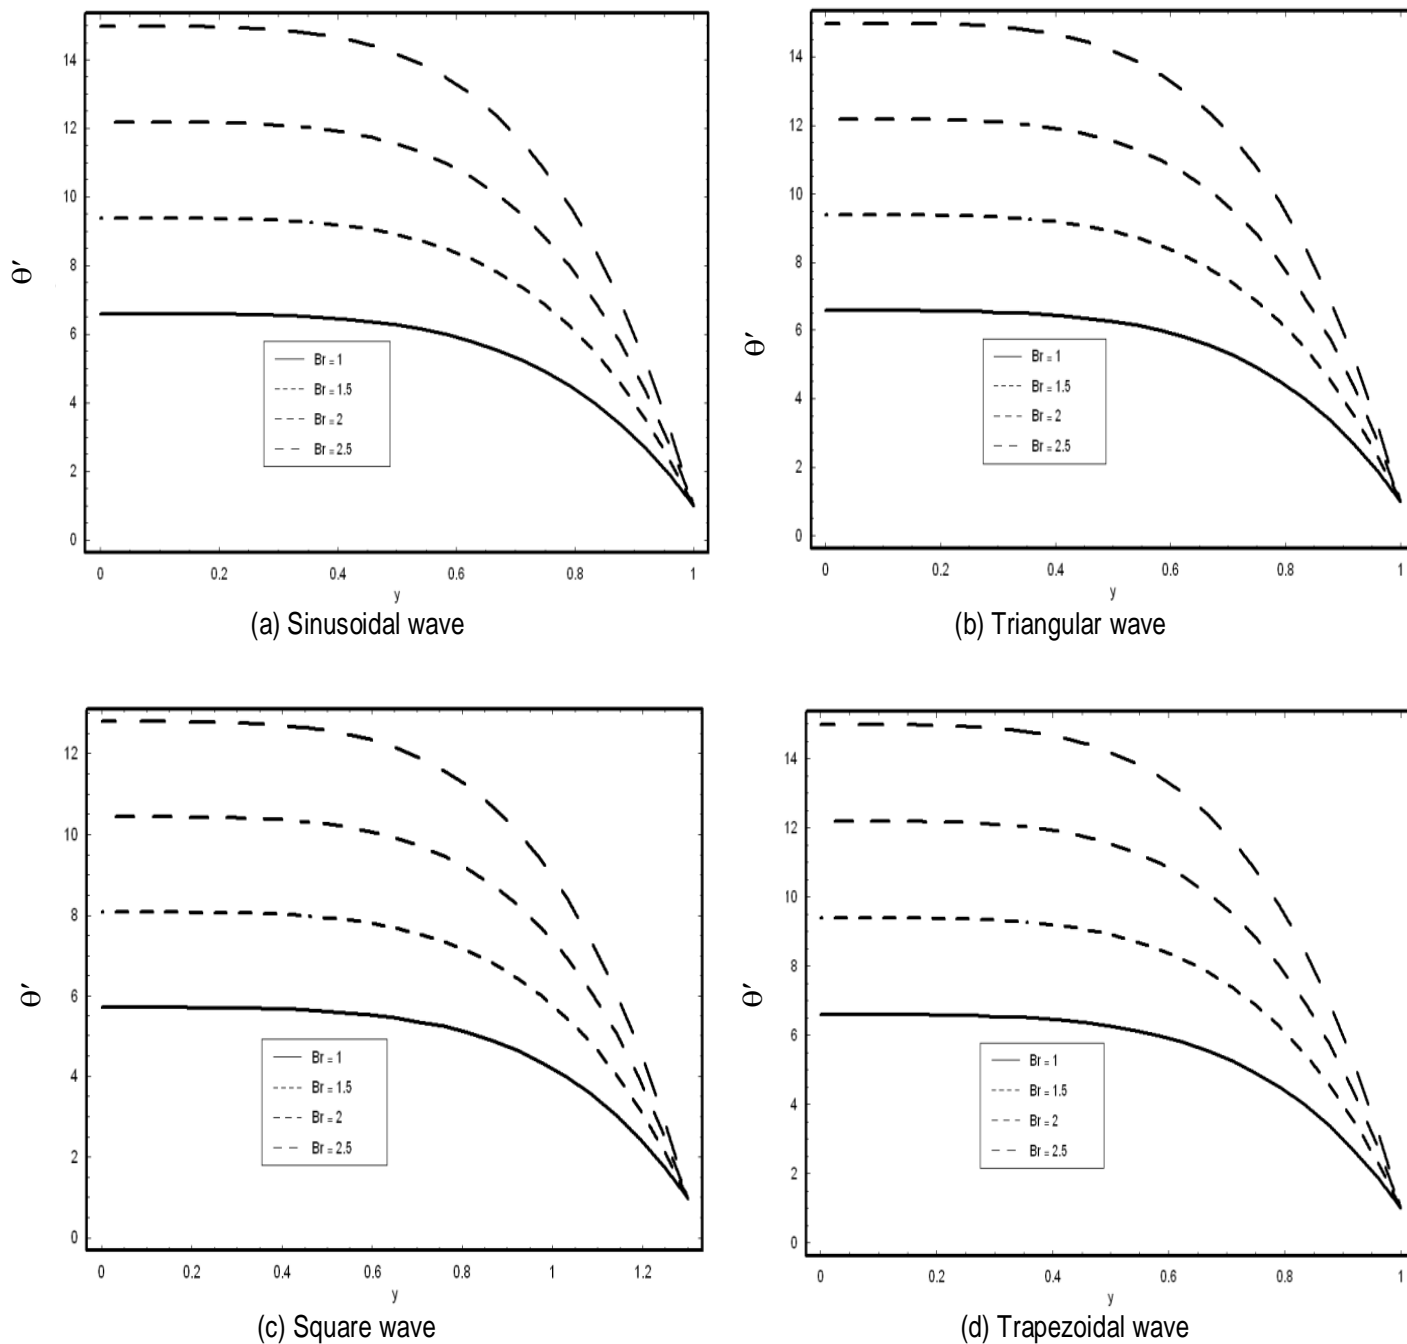 14
12
10
8
6
4
2
0
θ′
Br = 1
Br = 1.5
Br = 2
Br = 2.5
0 0.2 0.4 0.6 0.8 1
y
(a) Sinusoidal wave
14
12
10
8
6
4
2
0
θ′
Br = 1
Br = 1.5
Br = 2
Br = 2.5
0 0.2 0.4 0.6 0.8 1
y
(b) Triangular wave
12
10
8
6
4
2
0
θ′
Br = 1
Br = 1.5
Br = 2
Br = 2.5
0 0.2 0.4 0.6 0.8 1 1.2
y
(c) Square wave
14
12
10
8
6
4
2
0
θ′
Br = 1
Br = 1.5
Br = 2
Br = 2.5
0 0.2 0.4 0.6 0.8 1
y
(d) Trapezoidal wave